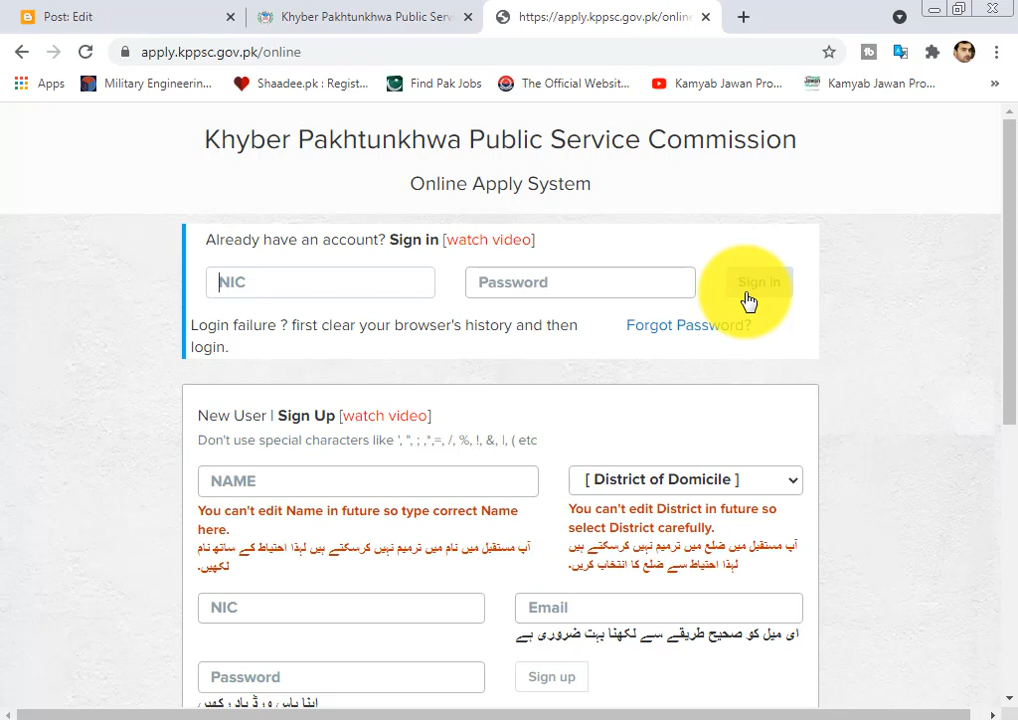 Post: Edit
Khyber Pakhtunkhwa Public Serv
https://apply.kppsc.gov.pk/onlin
apply.kppsc.gov.pk/online
Apps
Military Engineerin...
Shaadee.pk : Regist...
Find Pak Jobs
The Official Websit...
Kamyab Jawan Pro...
Kamyab Jawan Pro...
»
Khyber Pakhtunkhwa Public Service Commission
Online Apply System
Already have an account? Sign in [watch video]
NIC
Password
Sign in
Login failure ? first clear your browser's history and then
login.
Forgot Password?
New User | Sign Up [watch video]
Don't use special characters like ', ", ; ,*,=, /, %, !, &, |, ( etc
NAME
[ District of Domicile ]
You can't edit Name in future so type correct Name
here.
آپ مستقبل میں نام میں ترمیم نہیں کرسکتے ہیں لہذا احتیاط کے ساتھ نام
لکھیں۔
You can't edit District in future so
select District carefully.
آپ مستقبل میں ضلع میں ترمیم نہیں کرسکتے ہیں
لہذا احتیاط سے ضلع کا انتخاب کریں۔
NIC
Email
ای میل کو صحیح طریقے سے لکھنا بہت ضروری ہے
Password
Sign up
اپنا پاس ورڈ یاد رکھیں